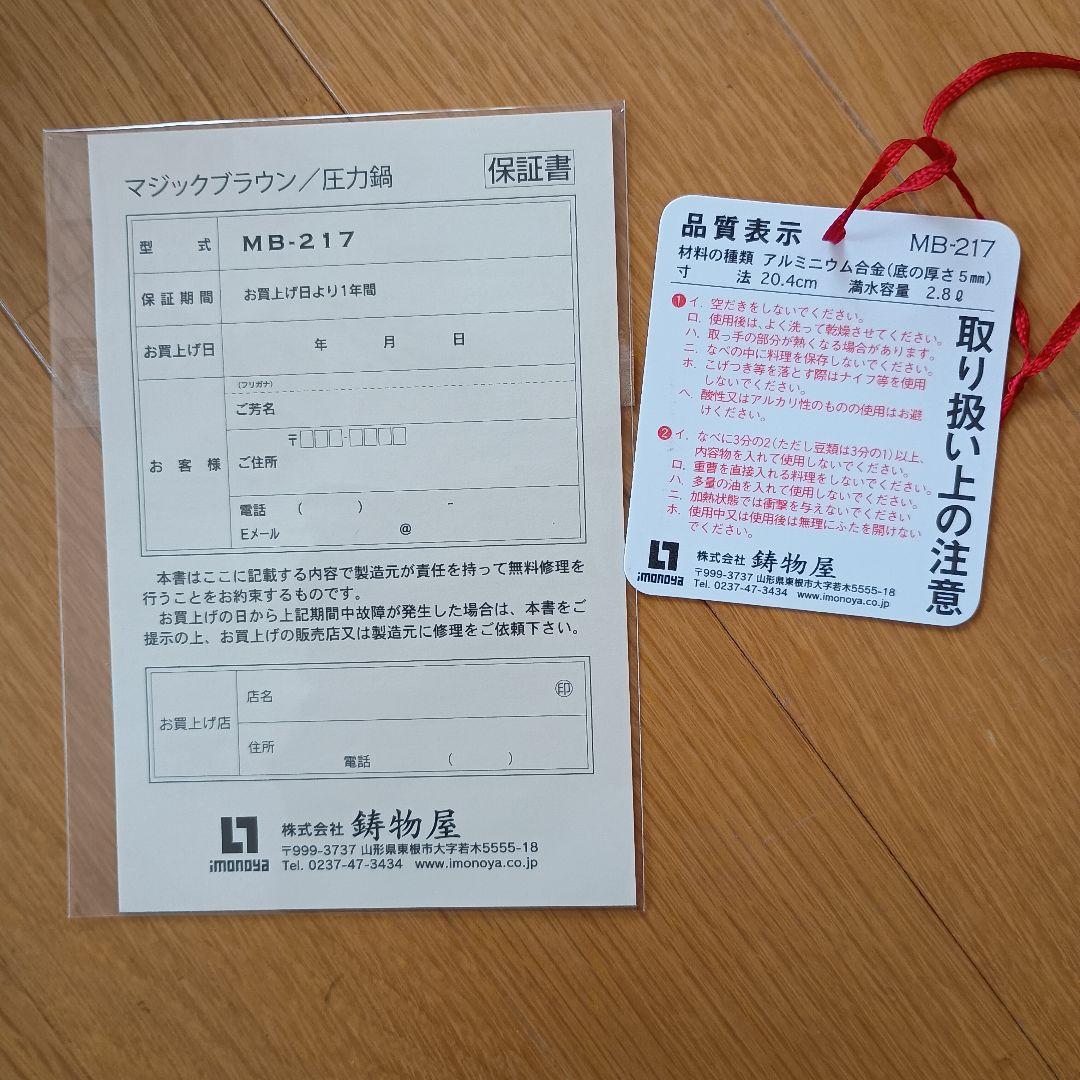 マジックブラウン／圧力鍋
保証書
型 式 MB-217
保証期間 お買上げ日より1年間
お買上げ日 年 月 日
お客様
(フリガナ)
ご芳名
〒□□□-□□□□
ご住所
電話 ( ) -
Eメール @
本書はここに記載する内容で製造元が責任を持って無料修理を
行うことをお約束するものです。
お買上げの日から上記期間中故障が発生した場合は、本書をご
提示の上、お買上げの販売店又は製造元に修理をご依頼下さい。
お買上げ店
店名 ㊞
住所
電話 ( )
imonoya
株式会社 鋳物屋
〒999-3737 山形県東根市大字若木5555-18
Tel. 0237-47-3434 www.imonoya.co.jp
品質表示 MB-217
材料の種類 アルミニウム合金(底の厚さ5㎜)
寸 法 20.4cm 満水容量 2.8ℓ
取り扱い上の注意
❶イ. 空だきをしないでください。
ロ. 使用後は、よく洗って乾燥させてください。
ハ. 取っ手の部分が熱くなる場合があります。
ニ. なべの中に料理を保存しないでください。
ホ. こげつき等を落とす際はナイフ等を使用
しないでください。
ヘ. 酸性又はアルカリ性のものの使用はお避
けください。
❷イ. なべに3分の2(ただし豆類は3分の1)以上、
内容物を入れて使用しないでください。
ロ. 重曹を直接入れる料理をしないでください。
ハ. 多量の油を入れて使用しないでください。
ニ. 加熱状態では衝撃を与えないでください
ホ. 使用中又は使用後は無理にふたを開けない
でください。
imonoya
株式会社 鋳物屋
〒999-3737 山形県東根市大字若木5555-18
Tel. 0237-47-3434 www.imonoya.co.jp